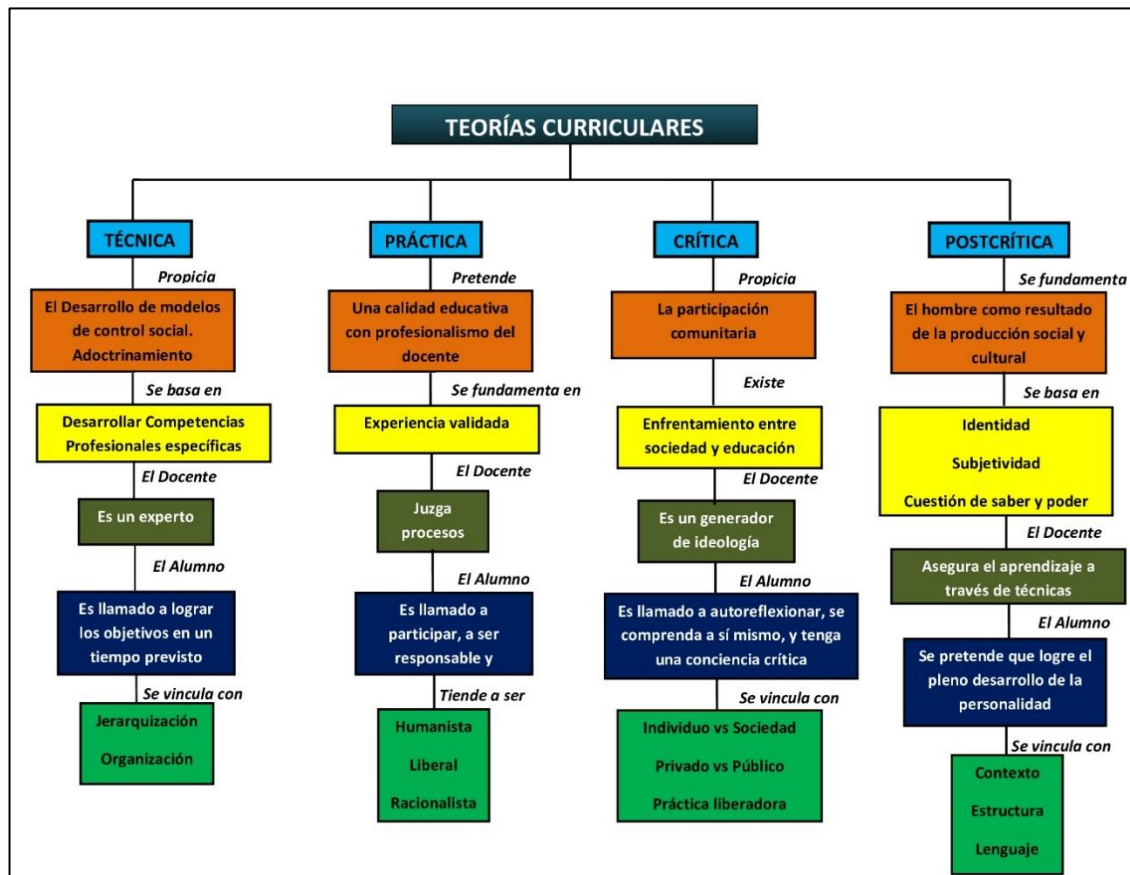 TEORÍAS CURRICULARES
TÉCNICA
Propicia
El Desarrollo de modelos
de control social.
Adoctrinamiento
Se basa en
Desarrollar Competencias
Profesionales específicas
El Docente
Es un experto
El Alumno
Es llamado a lograr
los objetivos en un
tiempo previsto
Se vincula con
Jerarquización
Organización
PRÁCTICA
Pretende
Una calidad educativa
con profesionalismo del
docente
Se fundamenta en
Experiencia validada
El Docente
Juzga
procesos
El Alumno
Es llamado a
participar, a ser
responsable y
Tiende a ser
Humanista
Liberal
Racionalista
CRÍTICA
Propicia
La participación
comunitaria
Existe
Enfrentamiento entre
sociedad y educación
El Docente
Es un generador
de ideología
El Alumno
Es llamado a autoreflexionar, se
comprenda a sí mismo, y tenga
una conciencia crítica
Se vincula con
Individuo vs Sociedad
Privado vs Público
Práctica liberadora
POSTCRÍTICA
Se fundamenta
El hombre como resultado
de la producción social y
cultural
Se basa en
Identidad
Subjetividad
Cuestión de saber y poder
El Docente
Asegura el aprendizaje a
través de técnicas
El Alumno
Se pretende que logre el
pleno desarrollo de la
personalidad
Se vincula con
Contexto
Estructura
Lenguaje